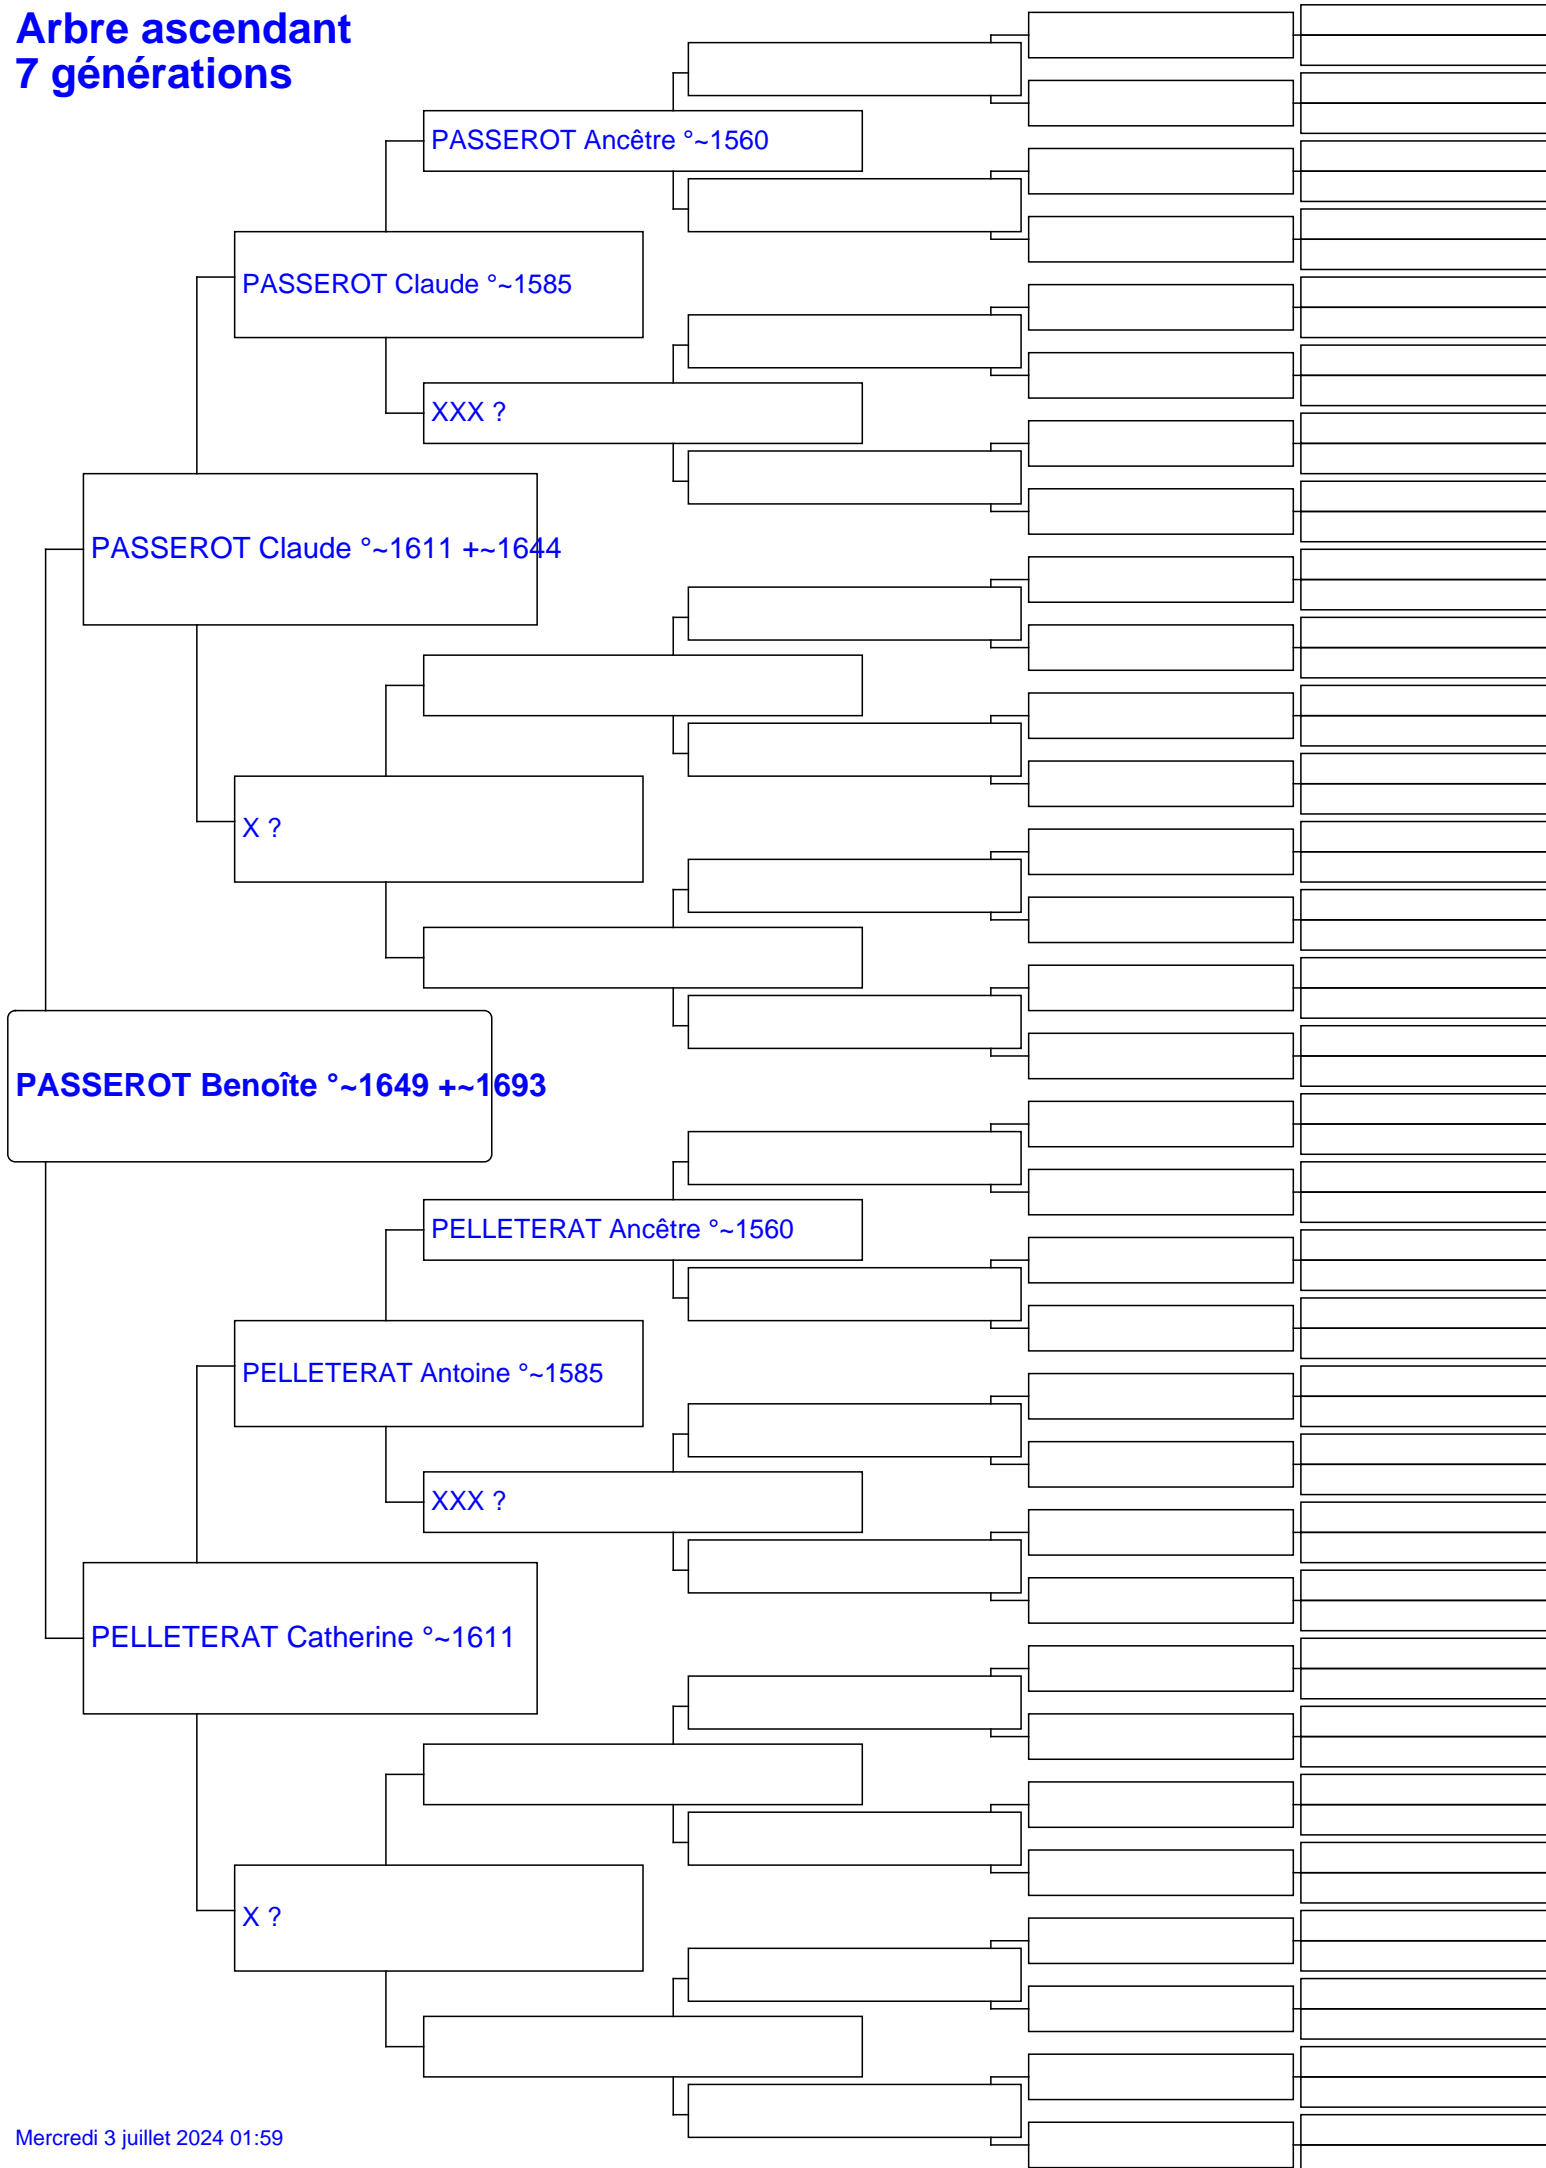 Arbre ascendant
7 générations
PASSEROT Ancêtre °~1560
PASSEROT Claude °~1585
XXX ?
PASSEROT Claude °~1611 +~1644
X ?
PASSEROT Benoîte °~1649 +~1693
PELLETERAT Ancêtre °~1560
PELLETERAT Antoine °~1585
XXX ?
PELLETERAT Catherine °~1611
X ?
Mercredi 3 juillet 2024 01:59